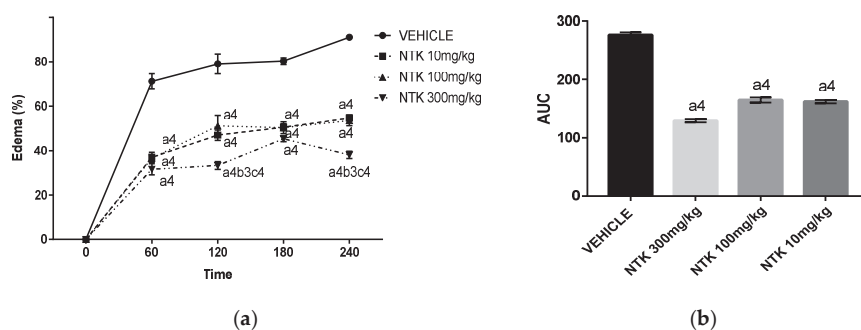 VEHICLE
NTK 10mg/kg
NTK 100mg/kg
NTK 300mg/kg
Edema (%)
80
60
40
20
0
a4
a4
a4
a4
a4
a4b3c4
a4
a4
a4
a4
a4
a4b3c4
0
60
120
180
240
Time
(a)
AUC
300
200
100
0
a4
a4
a4
VEHICLE
NTK 300mg/kg
NTK 100mg/kg
NTK 10mg/kg
(b)